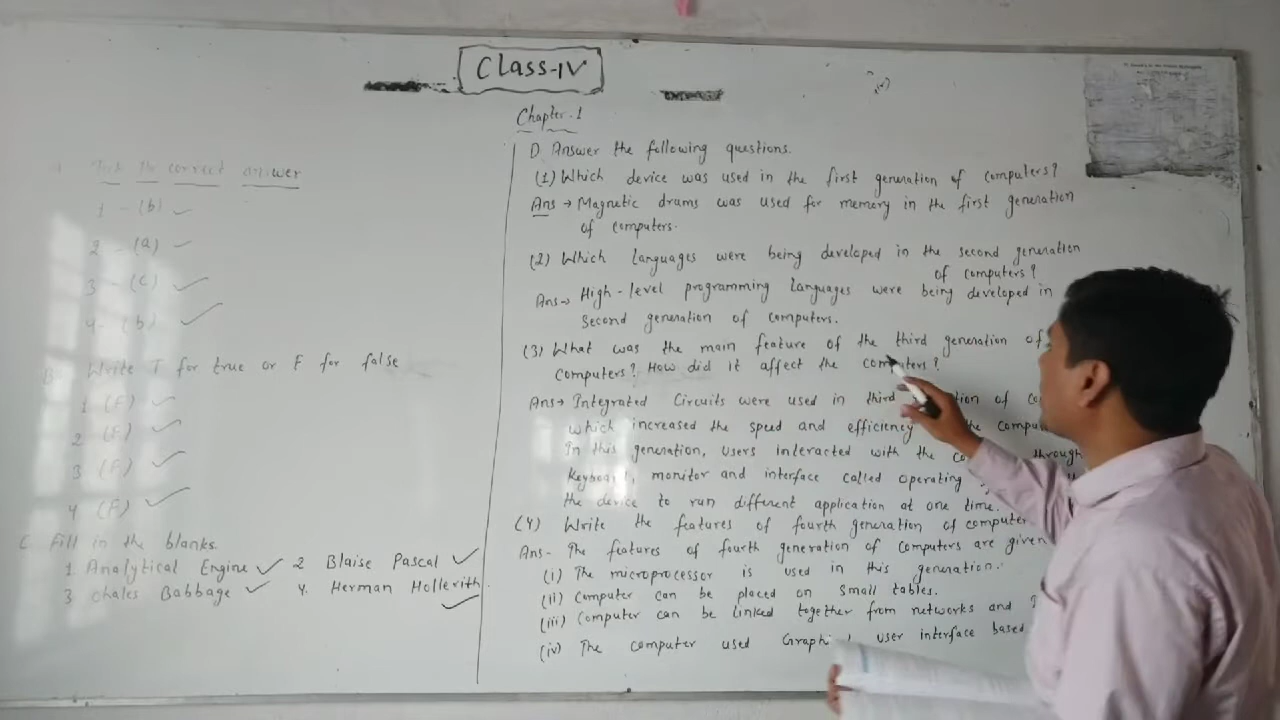 Class-IV
Chapter-1
A. Tick the correct answer
1 - (b)
2 - (a)
3 - (c)
4 - (b)
B. Write T for true or F for false
1 (F)
2 (F)
3 (F)
4 (F)
C. Fill in the blanks.
1. Analytical Engine 2 Blaise Pascal
3 Chales Babbage 4. Herman Hollerith
D. Answer the following questions.
(1) Which device was used in the first generation of computers?
Ans → Magnetic drums was used for memory in the first generation
of computers.
(2) Which languages were being developed in the second generation
of computers?
Ans → High-level programming languages were being developed in
second generation of computers.
(3) What was the main feature of the third generation of
computers? How did it affect the computers?
Ans → Integrated Circuits were used in third of
which increased the speed and efficiency the
In this generation, users interacted with the through
Keyboard, monitor and interface called operating
the device to run different application at one time.
(4) Write the features of fourth generation of computer
Ans - The features of fourth generation of computers are given
(i) The microprocessor is used in this generation.
(ii) Computer can be placed on small tables.
(iii) Computer can be linked together from networks and
(iv) The computer used user interface based